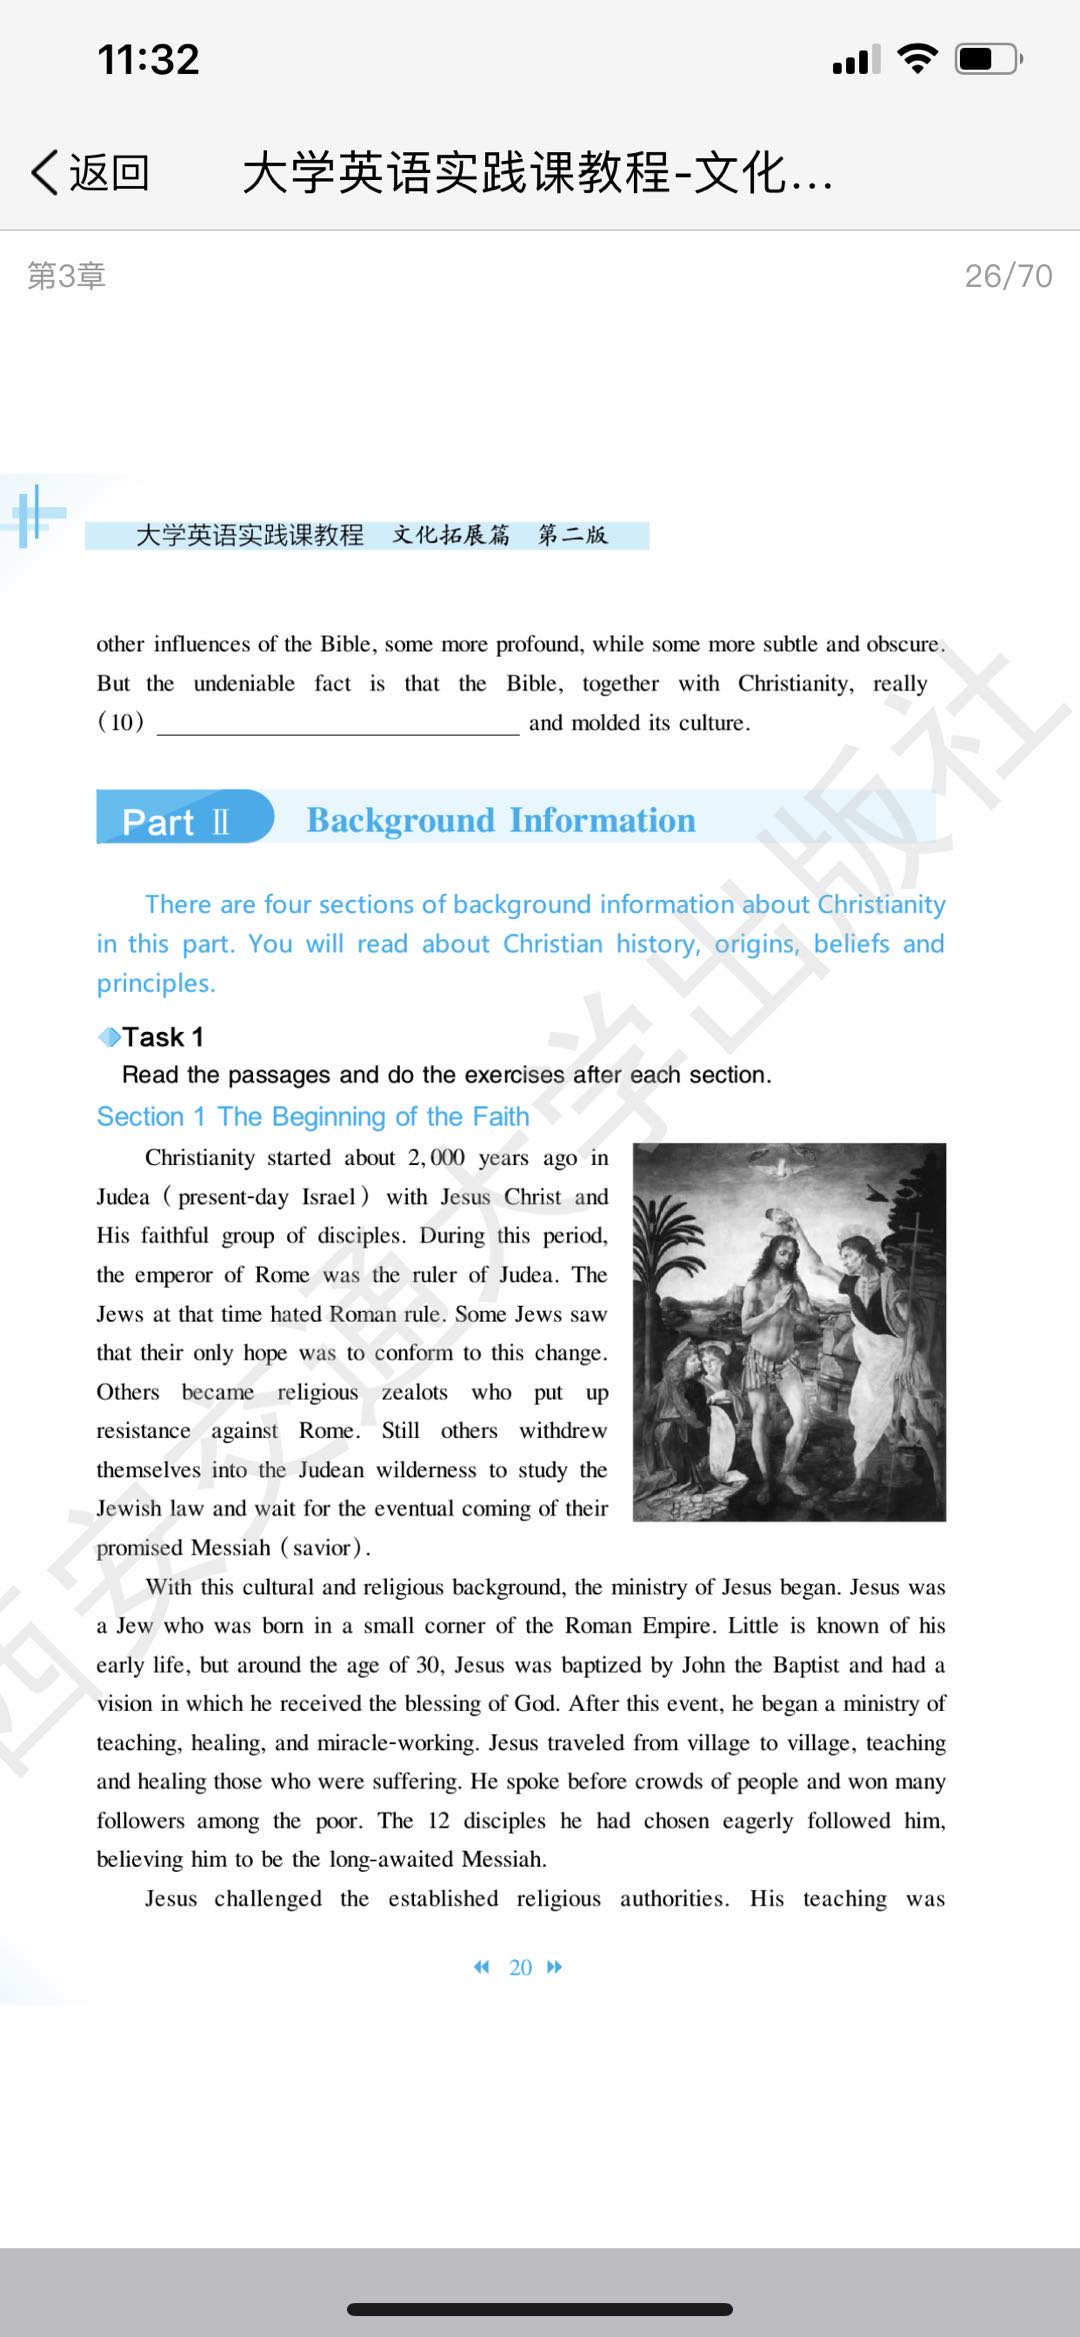 11:32
返回
大学英语实践课教程-文化...
第3章
26/70
大学英语实践课教程 文化拓展篇 第二版
other influences of the Bible, some more profound, while some more subtle and obscure.
But the undeniable fact is that the Bible, together with Christianity, really
(10) ____________________ and molded its culture.
Part Ⅱ Background Information
There are four sections of background information about Christianity
in this part. You will read about Christian history, origins, beliefs and
principles.
Task 1
Read the passages and do the exercises after each section.
Section 1 The Beginning of the Faith
Christianity started about 2,000 years ago in
Judea (present-day Israel) with Jesus Christ and
His faithful group of disciples. During this period,
the emperor of Rome was the ruler of Judea. The
Jews at that time hated Roman rule. Some Jews saw
that their only hope was to conform to this change.
Others became religious zealots who put up
resistance against Rome. Still others withdrew
themselves into the Judean wilderness to study the
Jewish law and wait for the eventual coming of their
promised Messiah (savior).
With this cultural and religious background, the ministry of Jesus began. Jesus was
a Jew who was born in a small corner of the Roman Empire. Little is known of his
early life, but around the age of 30, Jesus was baptized by John the Baptist and had a
vision in which he received the blessing of God. After this event, he began a ministry of
teaching, healing, and miracle-working. Jesus traveled from village to village, teaching
and healing those who were suffering. He spoke before crowds of people and won many
followers among the poor. The 12 disciples he had chosen eagerly followed him,
believing him to be the long-awaited Messiah.
Jesus challenged the established religious authorities. His teaching was
20
西安交通大学出版社